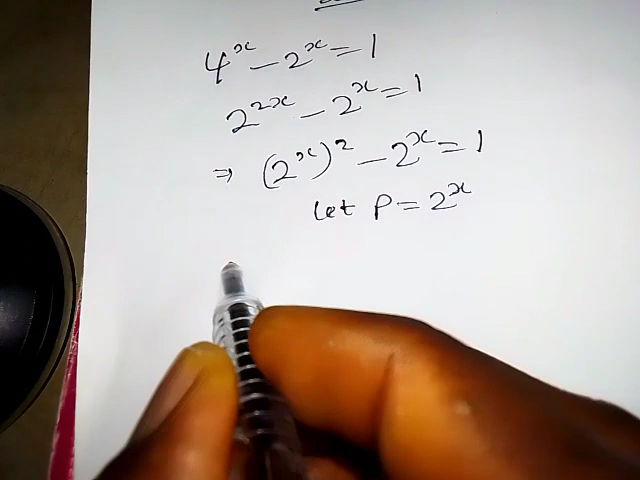 4^x - 2^x = 1
2^2x - 2^x = 1
⇒ (2^x)^2 - 2^x = 1
let P = 2^x